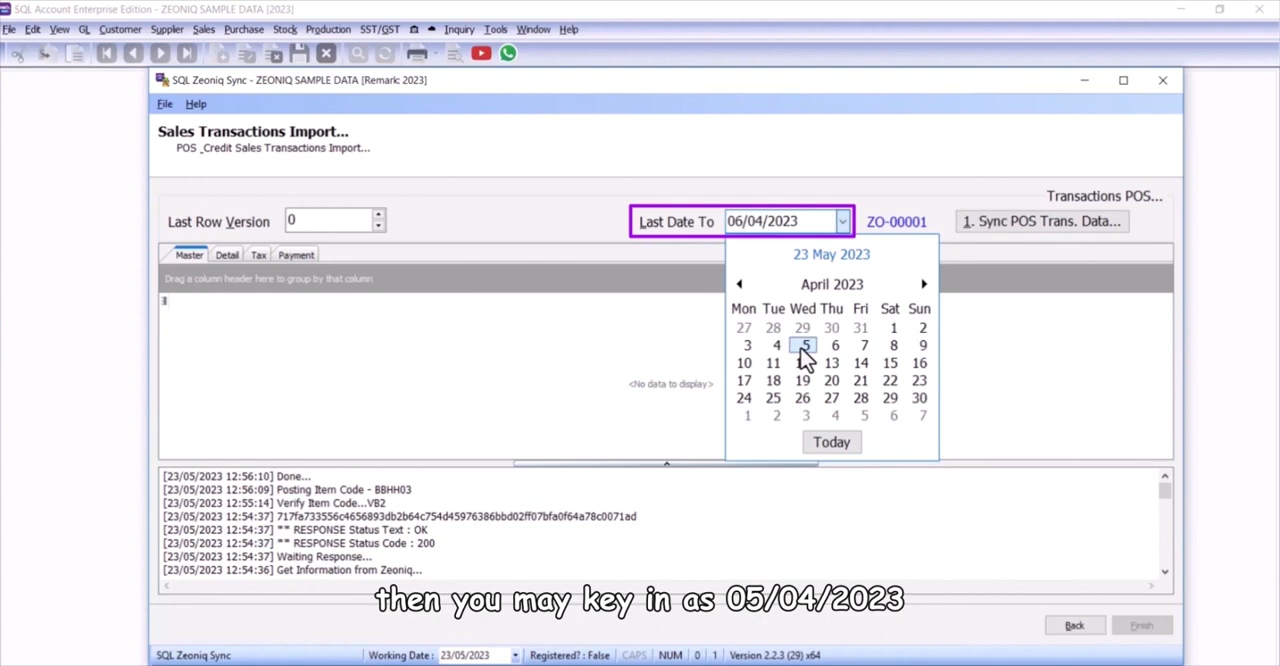 SQL Account Enterprise Edition - ZEONIQ SAMPLE DATA [2023]
File Edit View GL Customer Suppler Sales Purchase Stock Production SST/GST Inquiry Tools Window Help
SQL Zeoniq Sync - ZEONIQ SAMPLE DATA [Remark: 2023]
File Help
Sales Transactions Import...
POS _Credit Sales Transactions Import...
Transactions POS...
Last Row Version 0 Last Date To 06/04/2023 ZO-00001 1. Sync POS Trans. Data...
Master Detail Tax Payment
Drag a column header here to group by that column
23 May 2023
April 2023
Mon Tue Wed Thu Fri Sat Sun
27 28 29 30 31 1 2
3 4 5 6 7 8 9
10 11 13 14 15 16
17 18 19 20 21 22 23
24 25 26 27 28 29 30
1 2 3 4 5 6 7
Today
<No data to display>
[23/05/2023 12:56:10] Done...
[23/05/2023 12:56:09] Posting Item Code - BBHH03
[23/05/2023 12:55:14] Verify Item Code...VB2
[23/05/2023 12:54:37] 717fa733556c4656893db2b64c754d45976386bbd02ff07bfa0f64a78c0071ad
[23/05/2023 12:54:37] ** RESPONSE Status Text : OK
[23/05/2023 12:54:37] ** RESPONSE Status Code : 200
[23/05/2023 12:54:37] Waiting Response...
[23/05/2023 12:54:36] Get Information from Zeoniq...
then you may key in as 05/04/2023
Back Finish
SQL Zeoniq Sync Working Date : 23/05/2023 Registered? : False CAPS NUM 0 1 Version 2.2.3 (29) x64